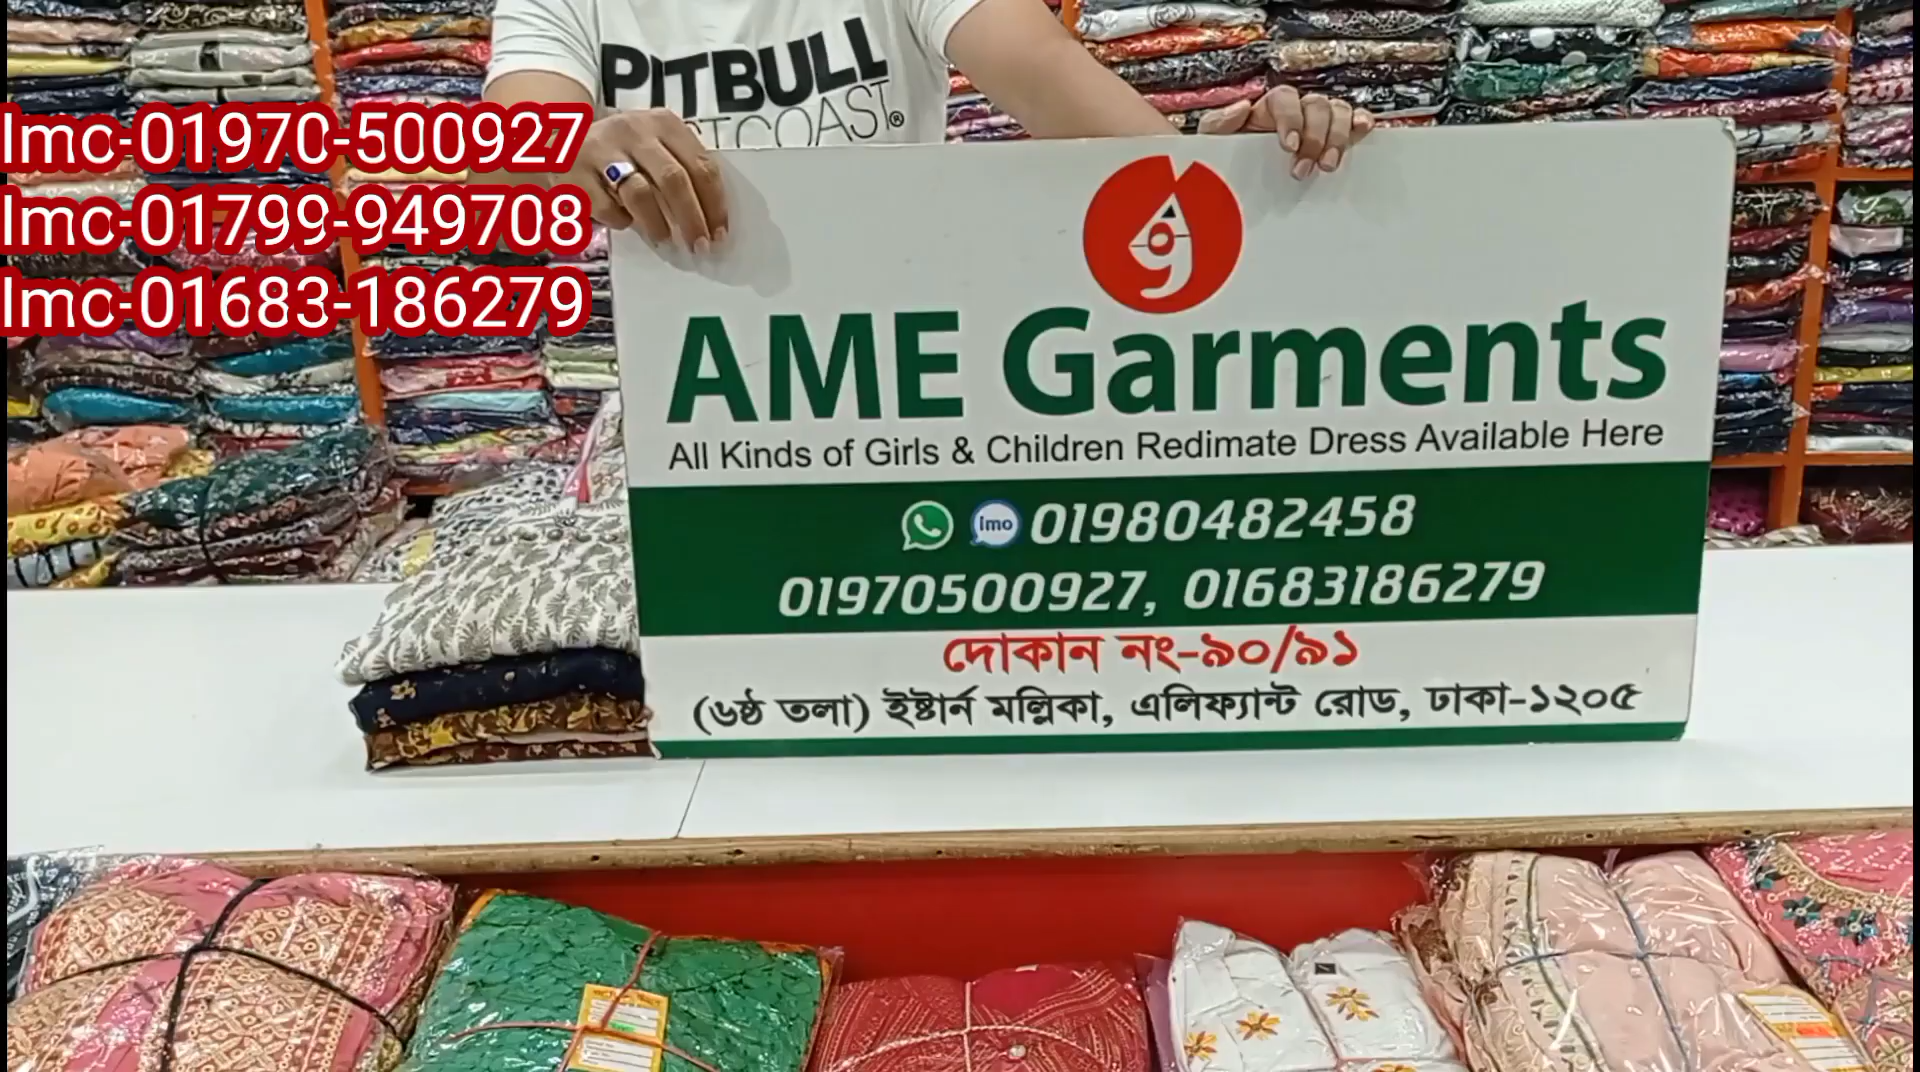 PITBULL
STCOAST®
Imo-01970-500927
Imo-01799-949708
Imo-01683-186279
AME Garments
All Kinds of Girls & Children Redimate Dress Available Here
imo 01980482458
01970500927, 01683186279
দোকান নং-৯০/৯১
(৬ষ্ঠ তলা) ইষ্টার্ন মল্লিকা, এলিফ্যান্ট রোড, ঢাকা-১২০৫